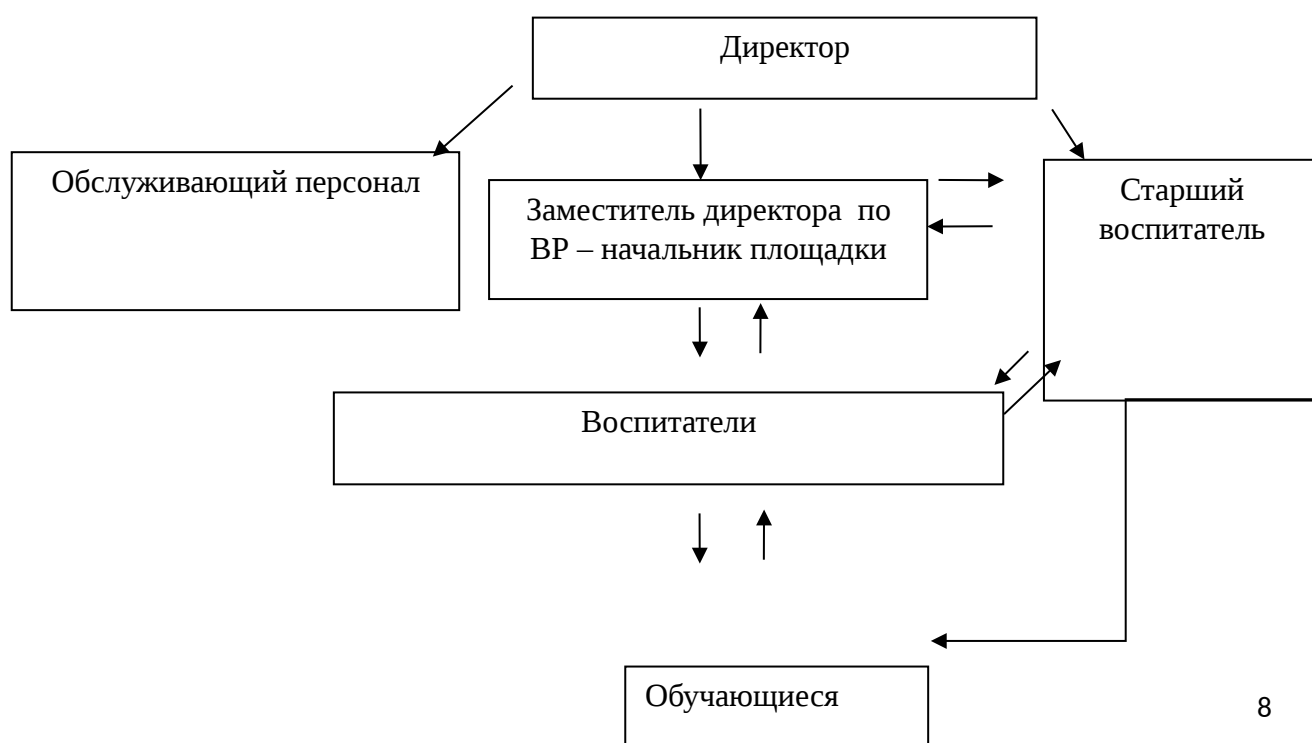 Директор
Обслуживающий персонал
Заместитель директора  по
ВР – начальник площадки
Старший
воспитатель
Воспитатели
Обучающиеся
8